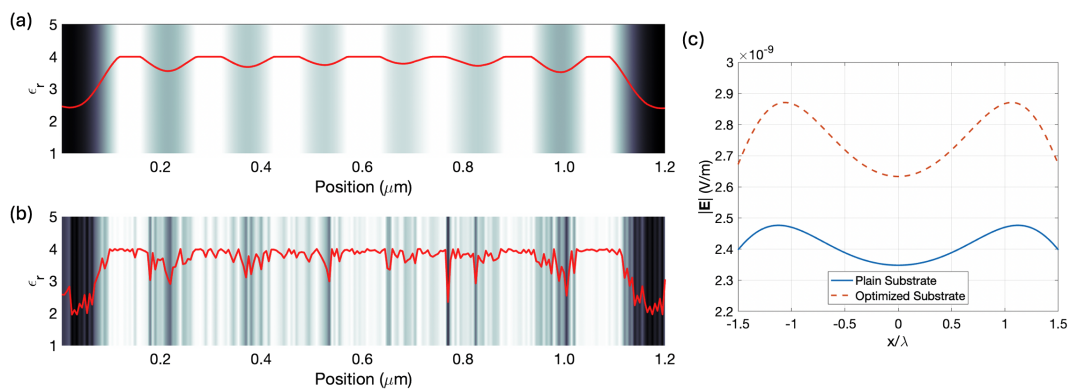 (a)
5
4
3
2
1
ϵr
0.2 0.4 0.6 0.8 1.0 1.2
Position (μm)
(b)
5
4
3
2
1
ϵr
0.2 0.4 0.6 0.8 1.0 1.2
Position (μm)
(c)
×10⁻⁹
3
2.9
2.8
2.7
2.6
2.5
2.4
2.3
2.2
|E| (V/m)
Plain Substrate
Optimized Substrate
-1.5 -1 -0.5 0 0.5 1 1.5
x/λ